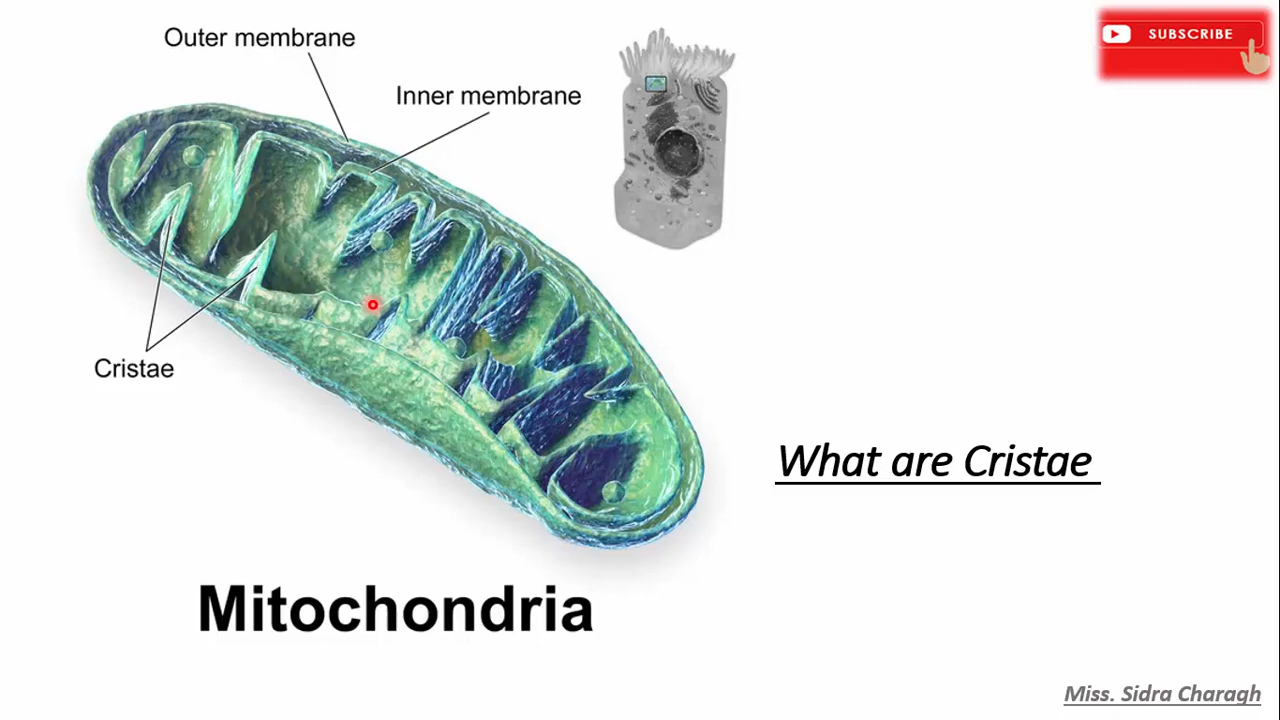 Outer membrane
SUBSCRIBE
Inner membrane
Cristae
What are Cristae
Mitochondria
Miss. Sidra Charagh